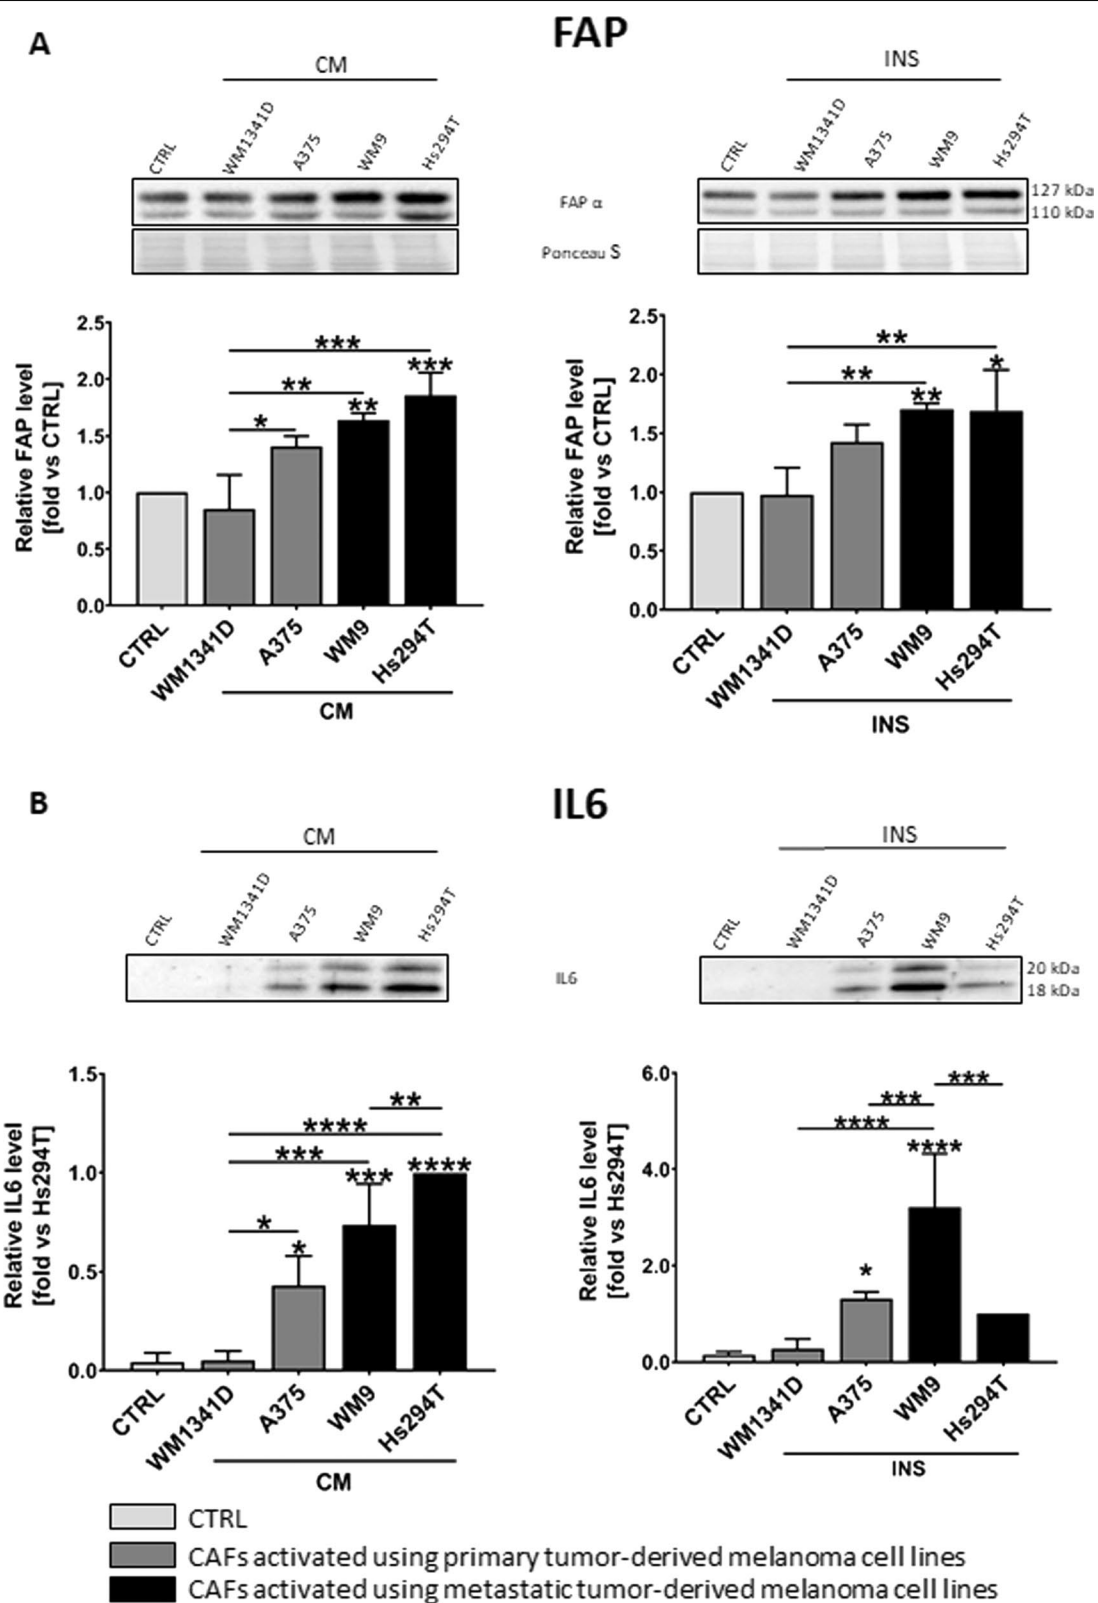 A
FAP
CM
INS
CTRL
WM1341D
A375
WM9
Hs294T
CTRL
WM1341D
A375
WM9
Hs294T
FAP α
127 kDa
110 kDa
Ponceau S
Relative FAP level
[fold vs CTRL]
2.5
2.0
1.5
1.0
0.5
0.0
***
***
**
**
*
CTRL
WM1341D
A375
WM9
Hs294T
CM
Relative FAP level
[fold vs CTRL]
2.5
2.0
1.5
1.0
0.5
0.0
**
*
**
**
CTRL
WM1341D
A375
WM9
Hs294T
INS
B
IL6
CM
INS
CTRL
WM1341D
A375
WM9
Hs294T
CTRL
WM1341D
A375
WM9
Hs294T
IL6
20 kDa
18 kDa
Relative IL6 level
[fold vs Hs294T]
1.5
1.0
0.5
0.0
**
****
***
****
***
*
*
CTRL
WM1341D
A375
WM9
Hs294T
CM
Relative IL6 level
[fold vs Hs294T]
6.0
4.0
2.0
0.0
***
***
****
****
*
CTRL
WM1341D
A375
WM9
Hs294T
INS
CTRL
CAFs activated using primary tumor-derived melanoma cell lines
CAFs activated using metastatic tumor-derived melanoma cell lines